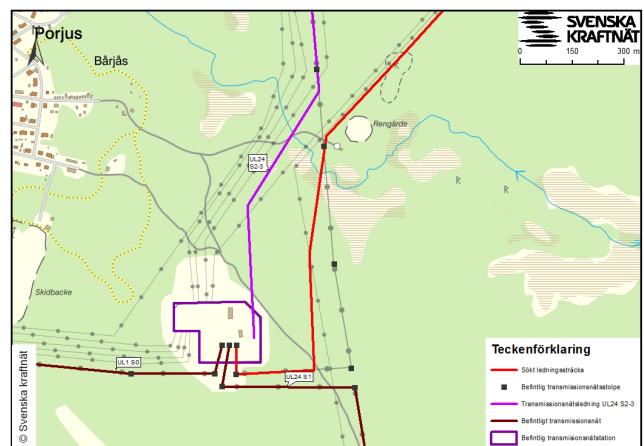 Porjus
Bårjås
SVENSKA
KRAFTNÄT
0 150 300 m
Rengärde
R
UL24
S2-3
R
R
Skidbacke
UL1 S0
UL24 S1
© Svenska kraftnät
Teckenförklaring
Sökt ledningssträcka
Befintlig transmissionsnätsstolpe
Transmissionsnätsledning UL24 S2-3
Befintligt transmissionsnät
Befintlig transmissionsnätstation